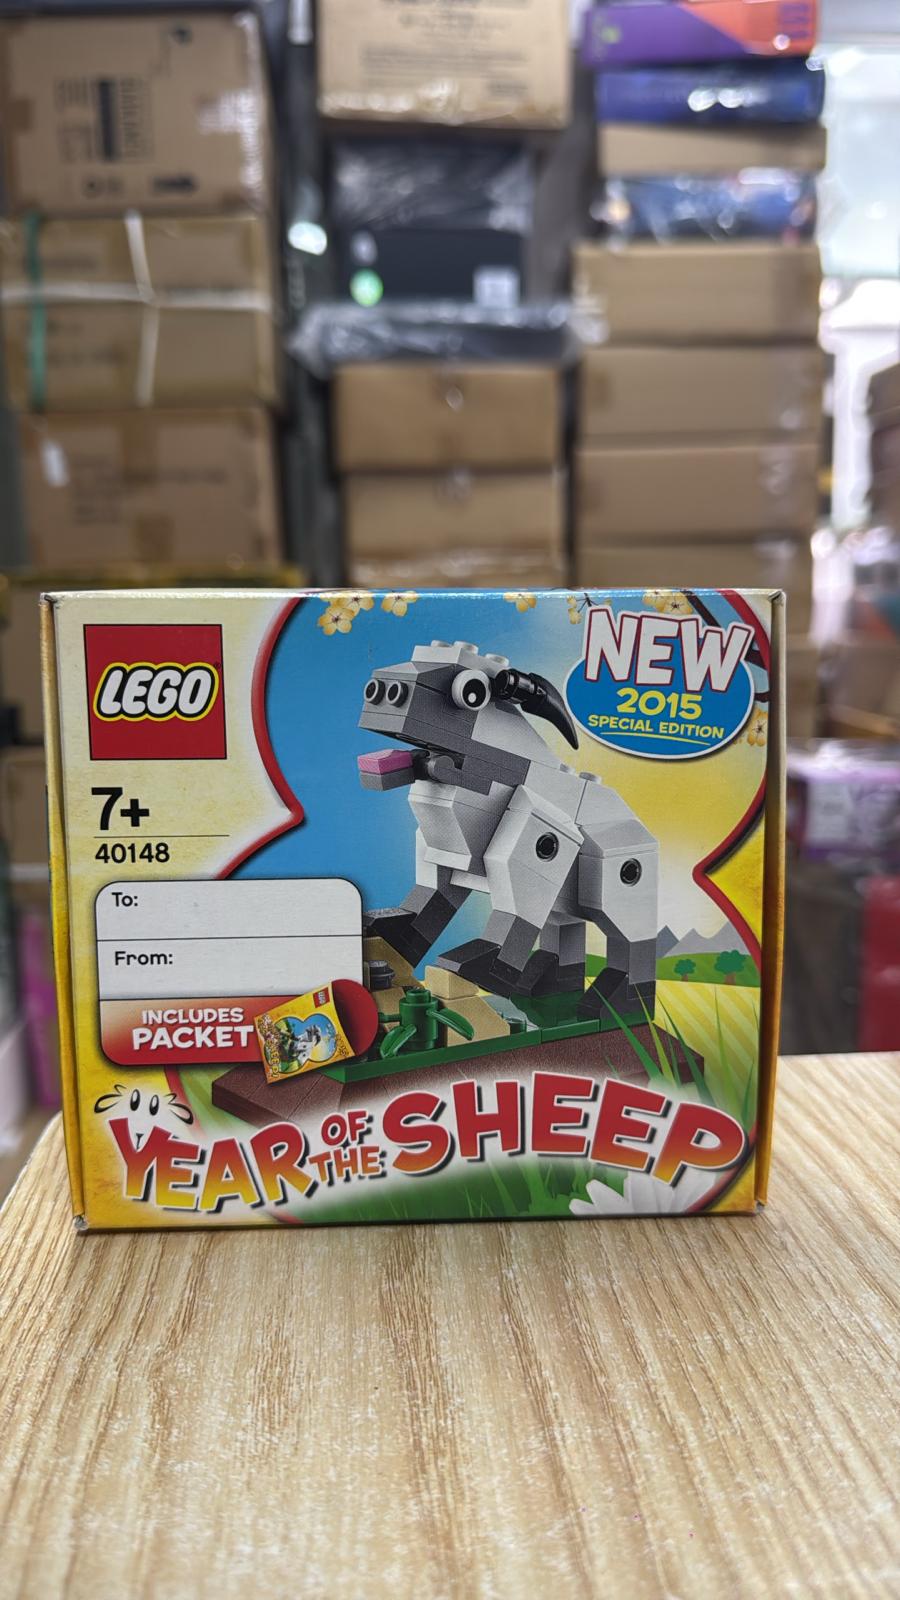 LEGO
NEW
2015
SPECIAL EDITION
7+
40148
To:
From:
INCLUDES
PACKET
YEAR OF THE SHEEP